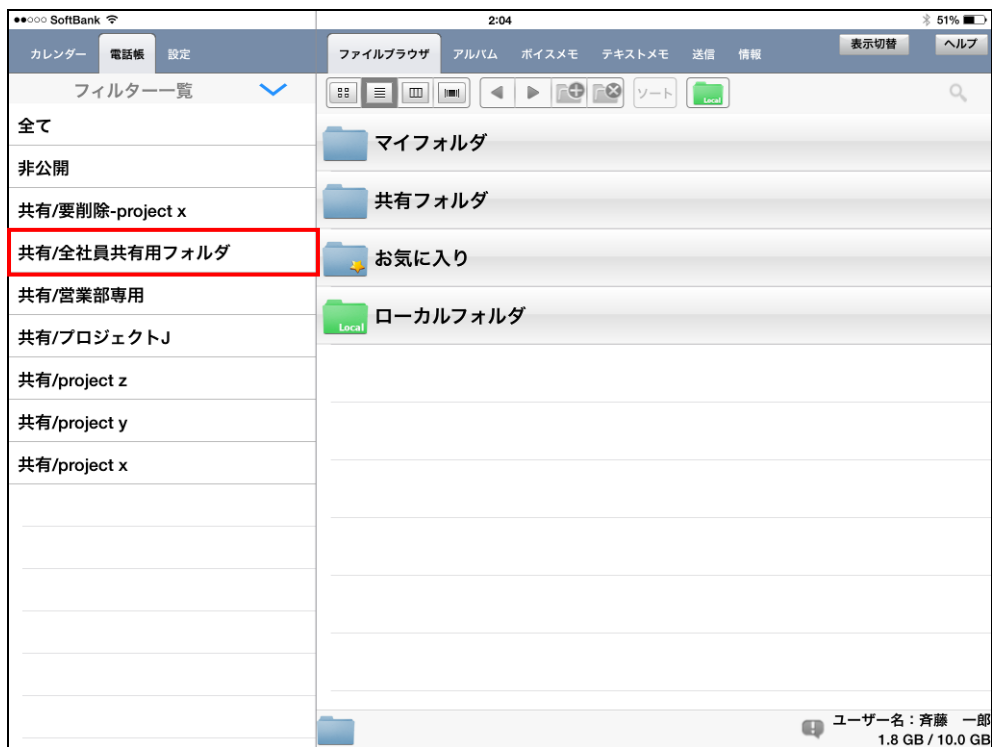 SoftBank
2:04
51%
カレンダー
電話帳
設定
ファイルブラウザ
アルバム
ボイスメモ
テキストメモ
送信
情報
表示切替
ヘルプ
フィルター一覧
ソート
Local
全て
非公開
共有/要削除-project x
共有/全社員共有用フォルダ
共有/営業部専用
共有/プロジェクトJ
共有/project z
共有/project y
共有/project x
マイフォルダ
共有フォルダ
お気に入り
Local
ローカルフォルダ
ユーザー名：斉藤　一郎
1.8 GB / 10.0 GB